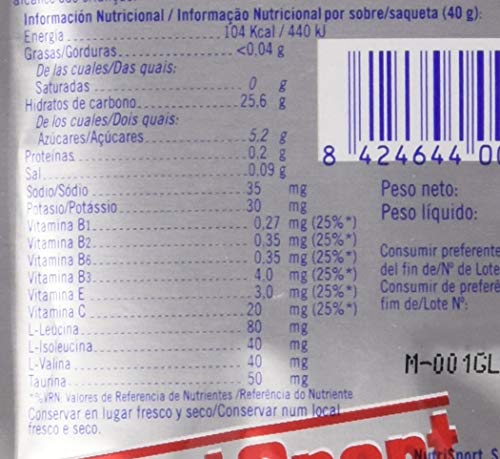 Información Nutricional / Informação Nutricional por sobre/saqueta (40 g):
Energía 104 Kcal / 440 kJ
Grasas/Gorduras <0,04 g
De las cuales/Das quais:
Saturadas 0 g
Hidratos de carbono 25,6 g
De los cuales/Dois quais:
Azúcares/Açúcares 5,2 g
Proteínas 0,2 g
Sal 0,09 g
Sodio/Sódio 35 mg
Potasio/Potássio 30 mg
Vitamina B1 0,27 mg (25%*)
Vitamina B2 0,35 mg (25%*)
Vitamina B6 0,35 mg (25%*)
Vitamina B3 4,0 mg (25%*)
Vitamina E 3,0 mg (25%*)
Vitamina C 20 mg (25%*)
L-Leucina 80 mg
L-Isoleucina 40 mg
L-Valina 40 mg
Taurina 50 mg
*%VRN: Valores de Referencia de Nutrientes /Referência do Nutriente
Conservar en lugar fresco y seco/Conservar num local
fresco e seco.
8 424644 00
Peso neto:
Peso líquido:
Consumir preferente
del fin de/Nº de Lote
Consumir de preferê
fim de/Lote Nº:
M-001GL
Sport
NutriSport, S